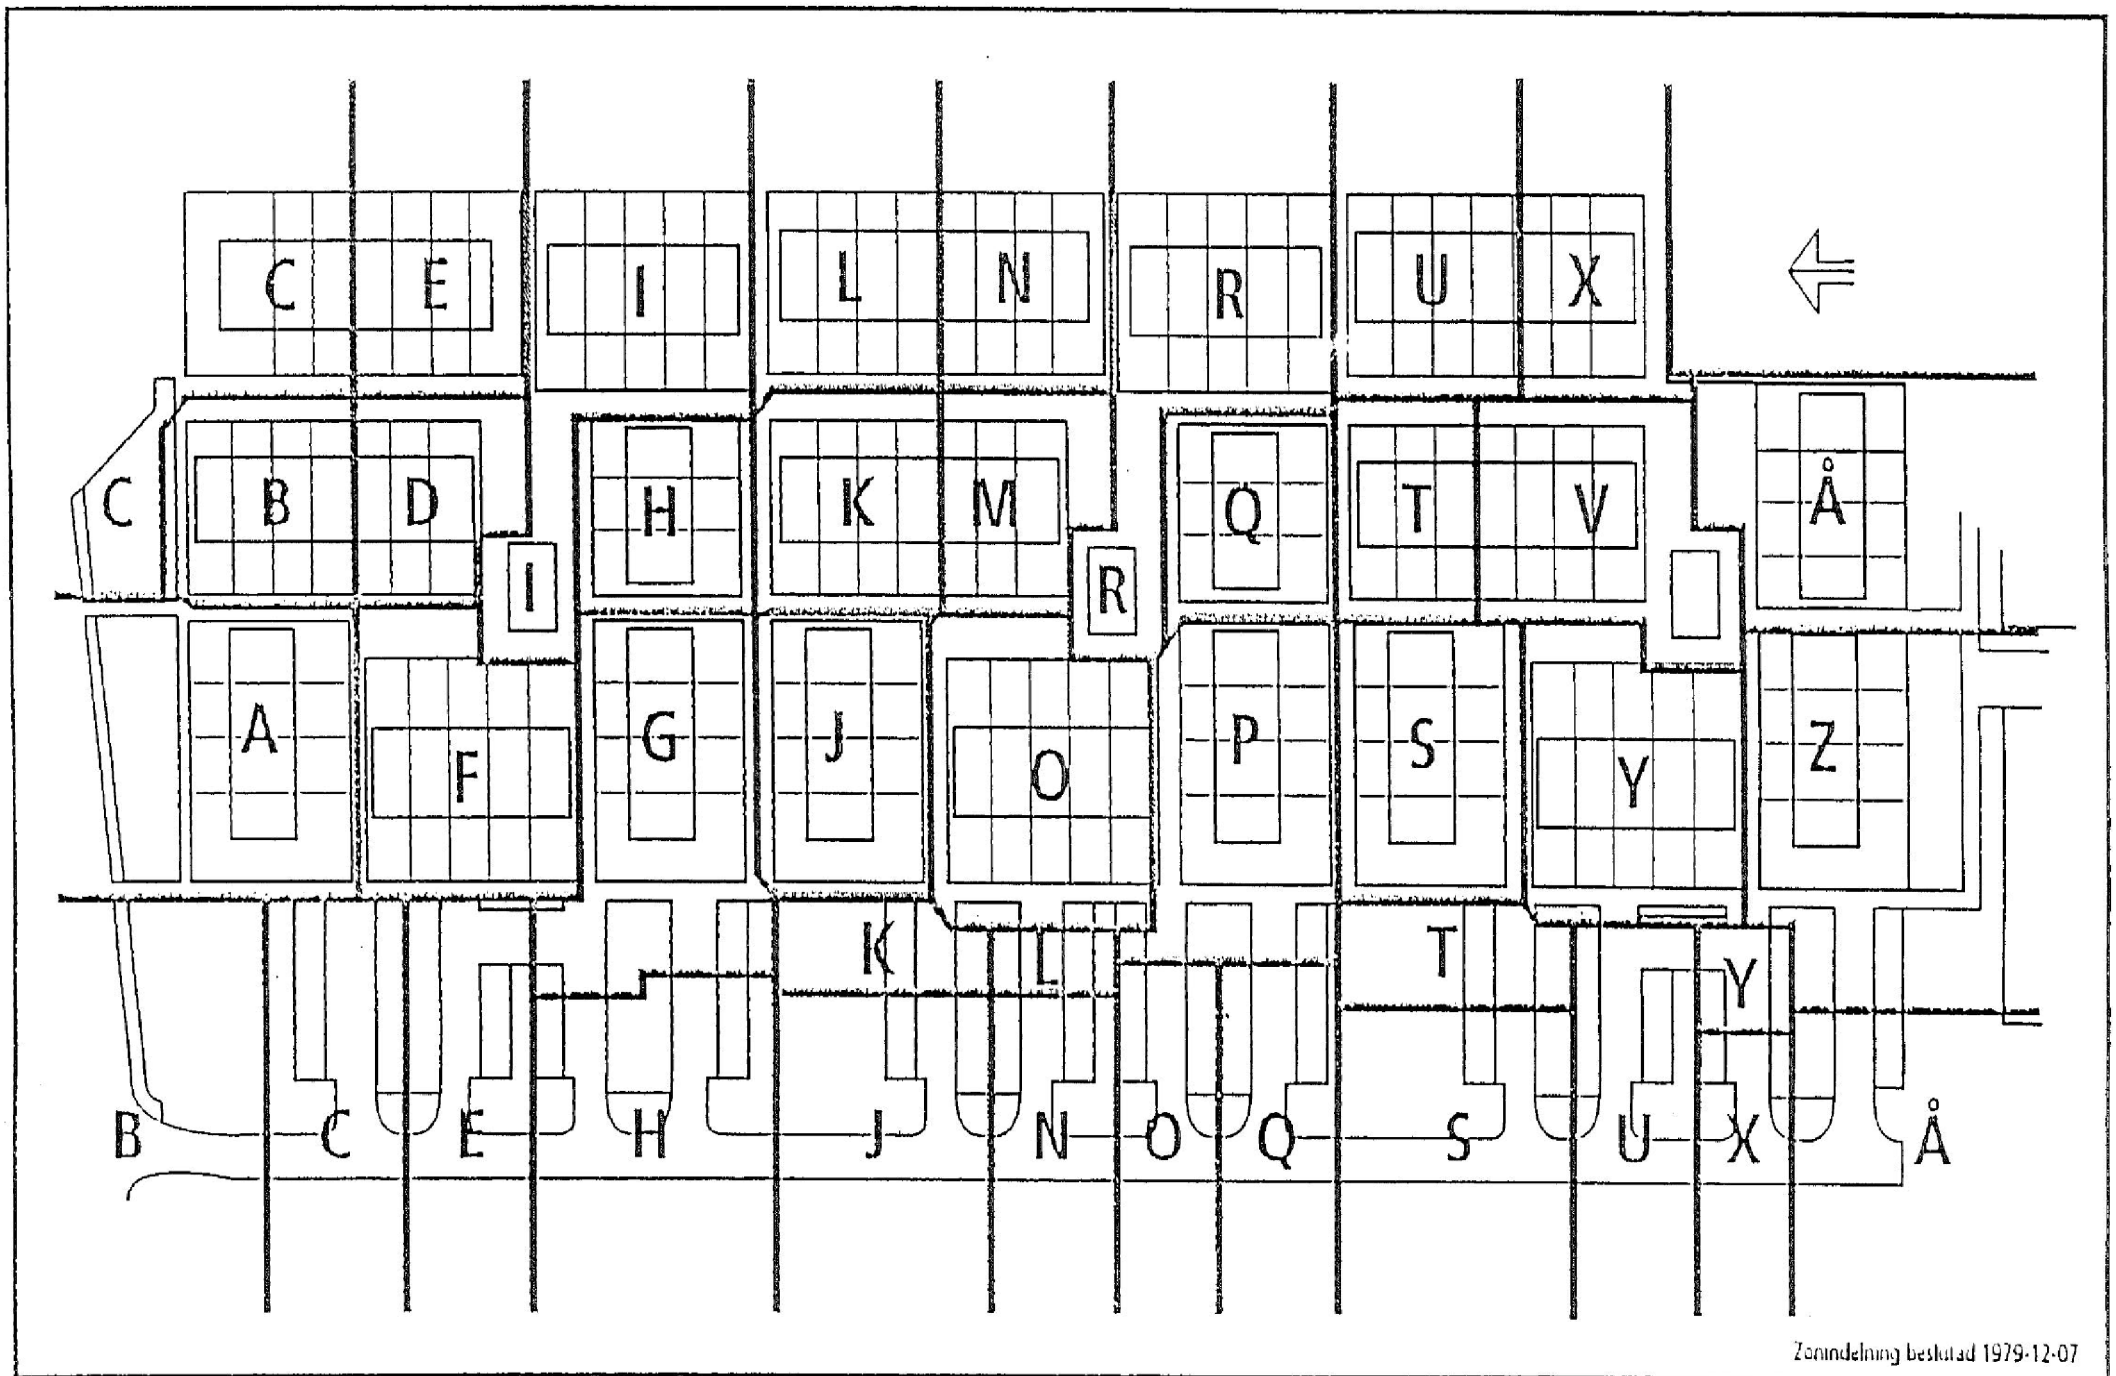 C E I L N R U X
C B D H K M Q T V Å
I R
A F G J O P S Y Z
K L T Y
B C E H J N O Q S U X Å
Zonindelning beslutad 1979-12-07